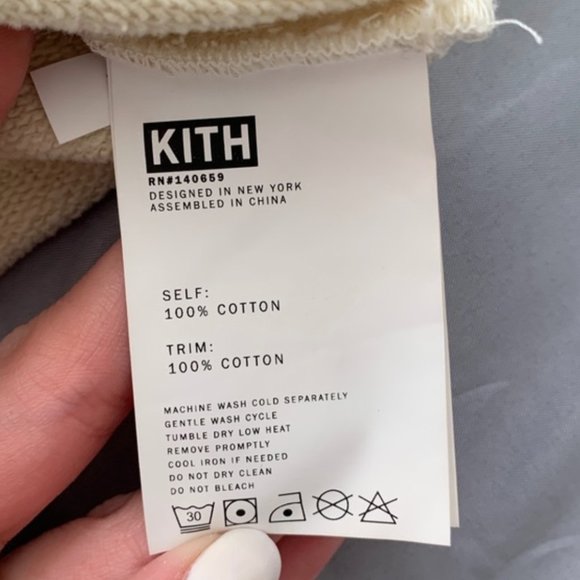 KITH
RN#140659
DESIGNED IN NEW YORK
ASSEMBLED IN CHINA
SELF:
100% COTTON
TRIM:
100% COTTON
MACHINE WASH COLD SEPARATELY
GENTLE WASH CYCLE
TUMBLE DRY LOW HEAT
REMOVE PROMPTLY
COOL IRON IF NEEDED
DO NOT DRY CLEAN
DO NOT BLEACH
30